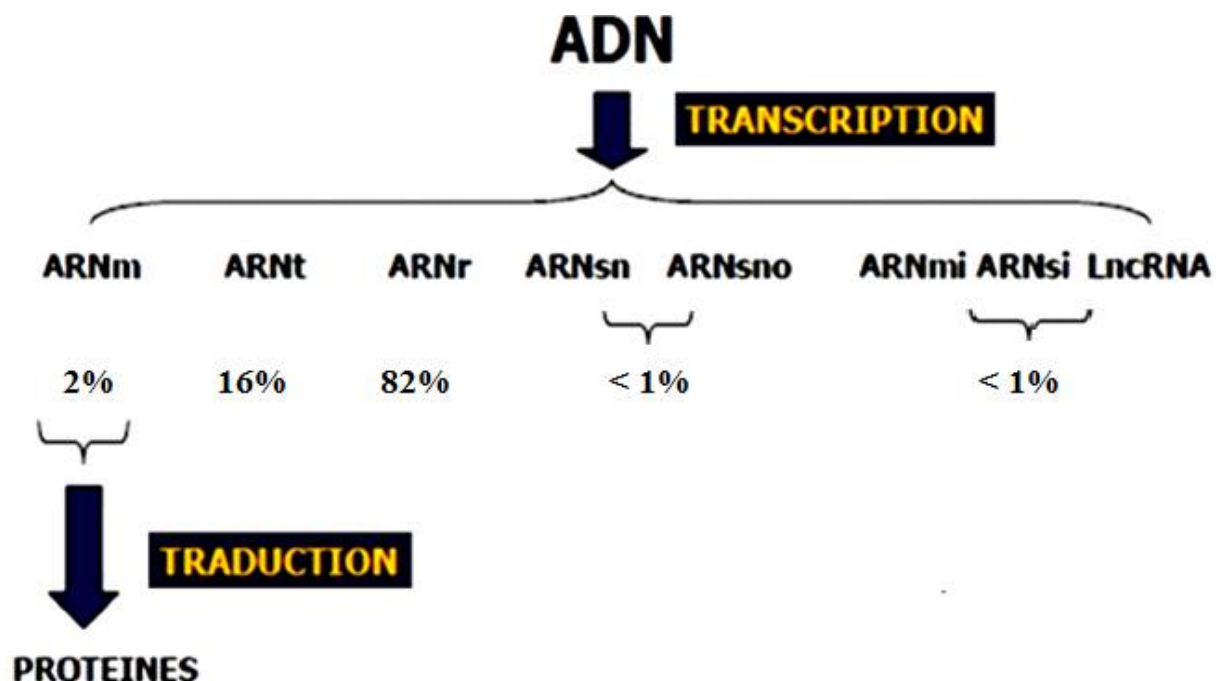 ADN
TRANSCRIPTION
ARNm ARNt ARNr ARNsn ARNsno ARNmi ARNsi LncRNA
2% 16% 82% < 1% < 1%
TRADUCTION
PROTEINES